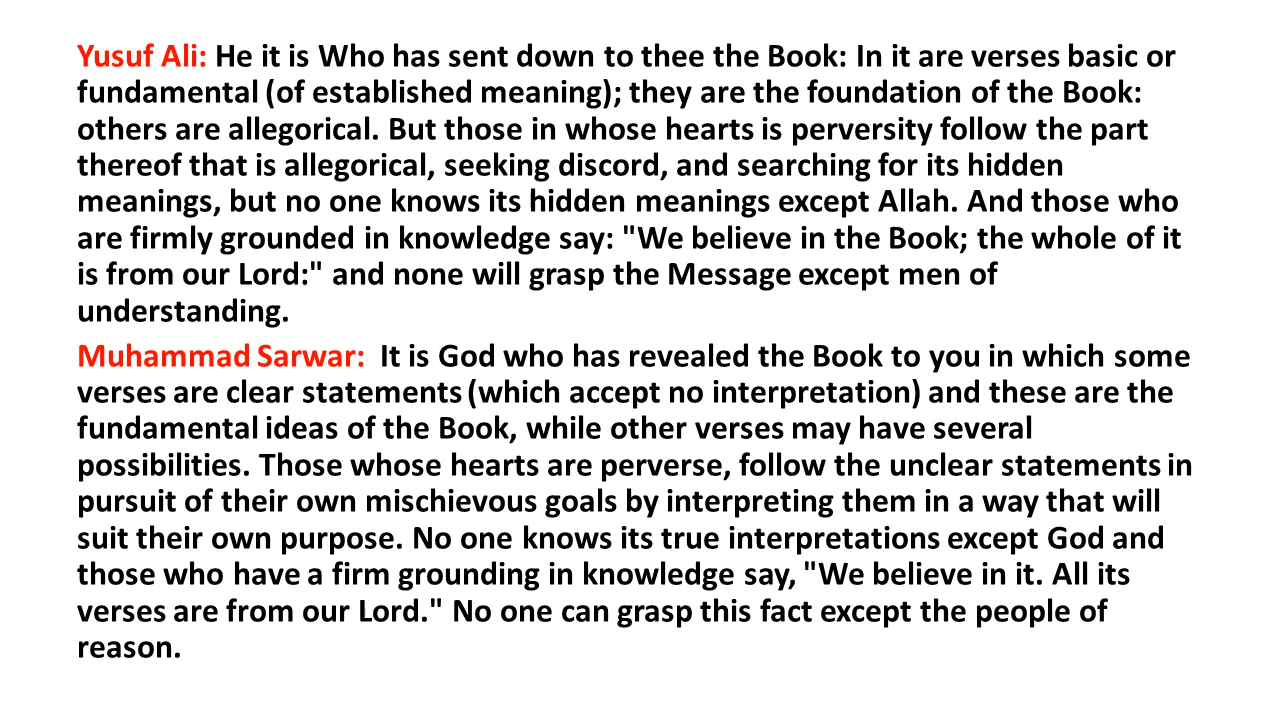 Yusuf Ali: He it is Who has sent down to thee the Book: In it are verses basic or
fundamental (of established meaning); they are the foundation of the Book:
others are allegorical. But those in whose hearts is perversity follow the part
thereof that is allegorical, seeking discord, and searching for its hidden
meanings, but no one knows its hidden meanings except Allah. And those who
are firmly grounded in knowledge say: "We believe in the Book; the whole of it
is from our Lord:" and none will grasp the Message except men of
understanding.
Muhammad Sarwar: It is God who has revealed the Book to you in which some
verses are clear statements (which accept no interpretation) and these are the
fundamental ideas of the Book, while other verses may have several
possibilities. Those whose hearts are perverse, follow the unclear statements in
pursuit of their own mischievous goals by interpreting them in a way that will
suit their own purpose. No one knows its true interpretations except God and
those who have a firm grounding in knowledge say, "We believe in it. All its
verses are from our Lord." No one can grasp this fact except the people of
reason.